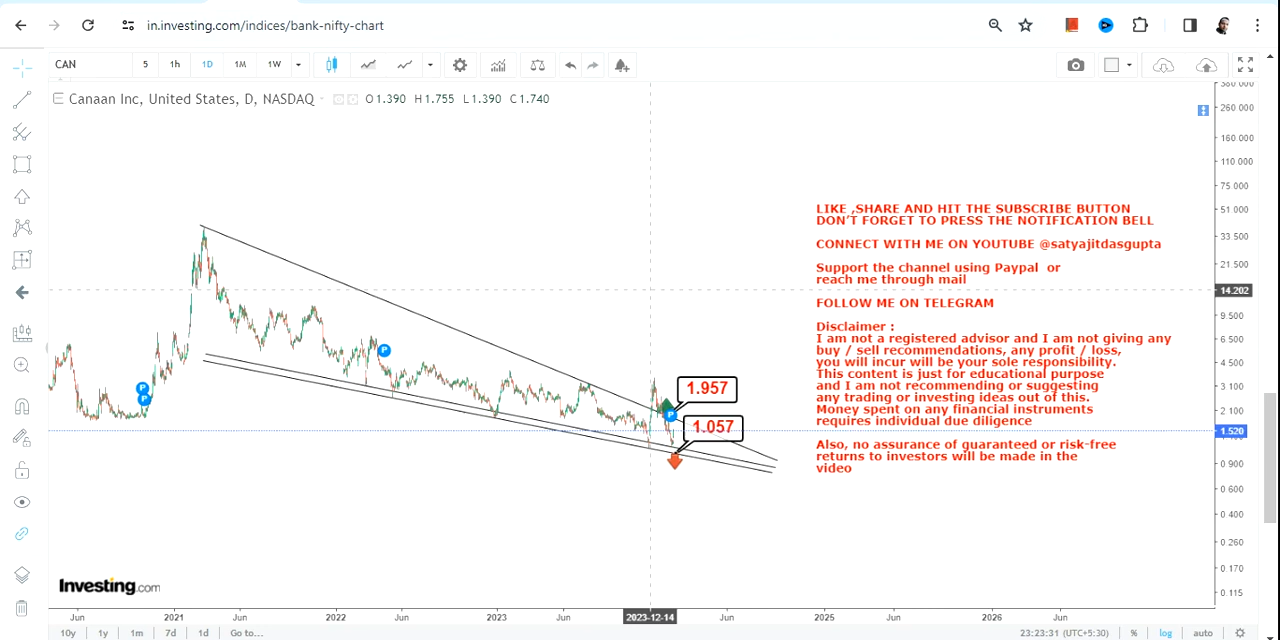 in.investing.com/indices/bank-nifty-chart
CAN 5 1h 1D 1M 1W
Canaan Inc, United States, D, NASDAQ O 1.390 H 1.755 L 1.390 C 1.740
260 000
160 000
110 000
75 000
51 000
33.500
21.500
14.202
9.500
6.500
4.500
3.100
2.100
1.520
0.900
0.600
0.400
0.260
0.170
0.115
LIKE ,SHARE AND HIT THE SUBSCRIBE BUTTON
DON'T FORGET TO PRESS THE NOTIFICATION BELL
CONNECT WITH ME ON YOUTUBE @satyajitdasgupta
Support the channel using Paypal or
reach me through mail
FOLLOW ME ON TELEGRAM
Disclaimer :
I am not a registered advisor and I am not giving any
buy / sell recommendations, any profit / loss,
you will incur will be your sole responsibility.
This content is just for educational purpose
and I am not recommending or suggesting
any trading or investing ideas out of this.
Money spent on any financial instruments
requires individual due diligence
Also, no assurance of guaranteed or risk-free
returns to investors will be made in the
video
P
P
P
P
1.957
1.057
Investing.com
Jun 2021 Jun 2022 Jun 2023 Jun 2023-12-14 Jun 2025 Jun 2026 Jun
10y 1y 1m 7d 1d Go to... 23:23:31 (UTC+5:30) % log auto